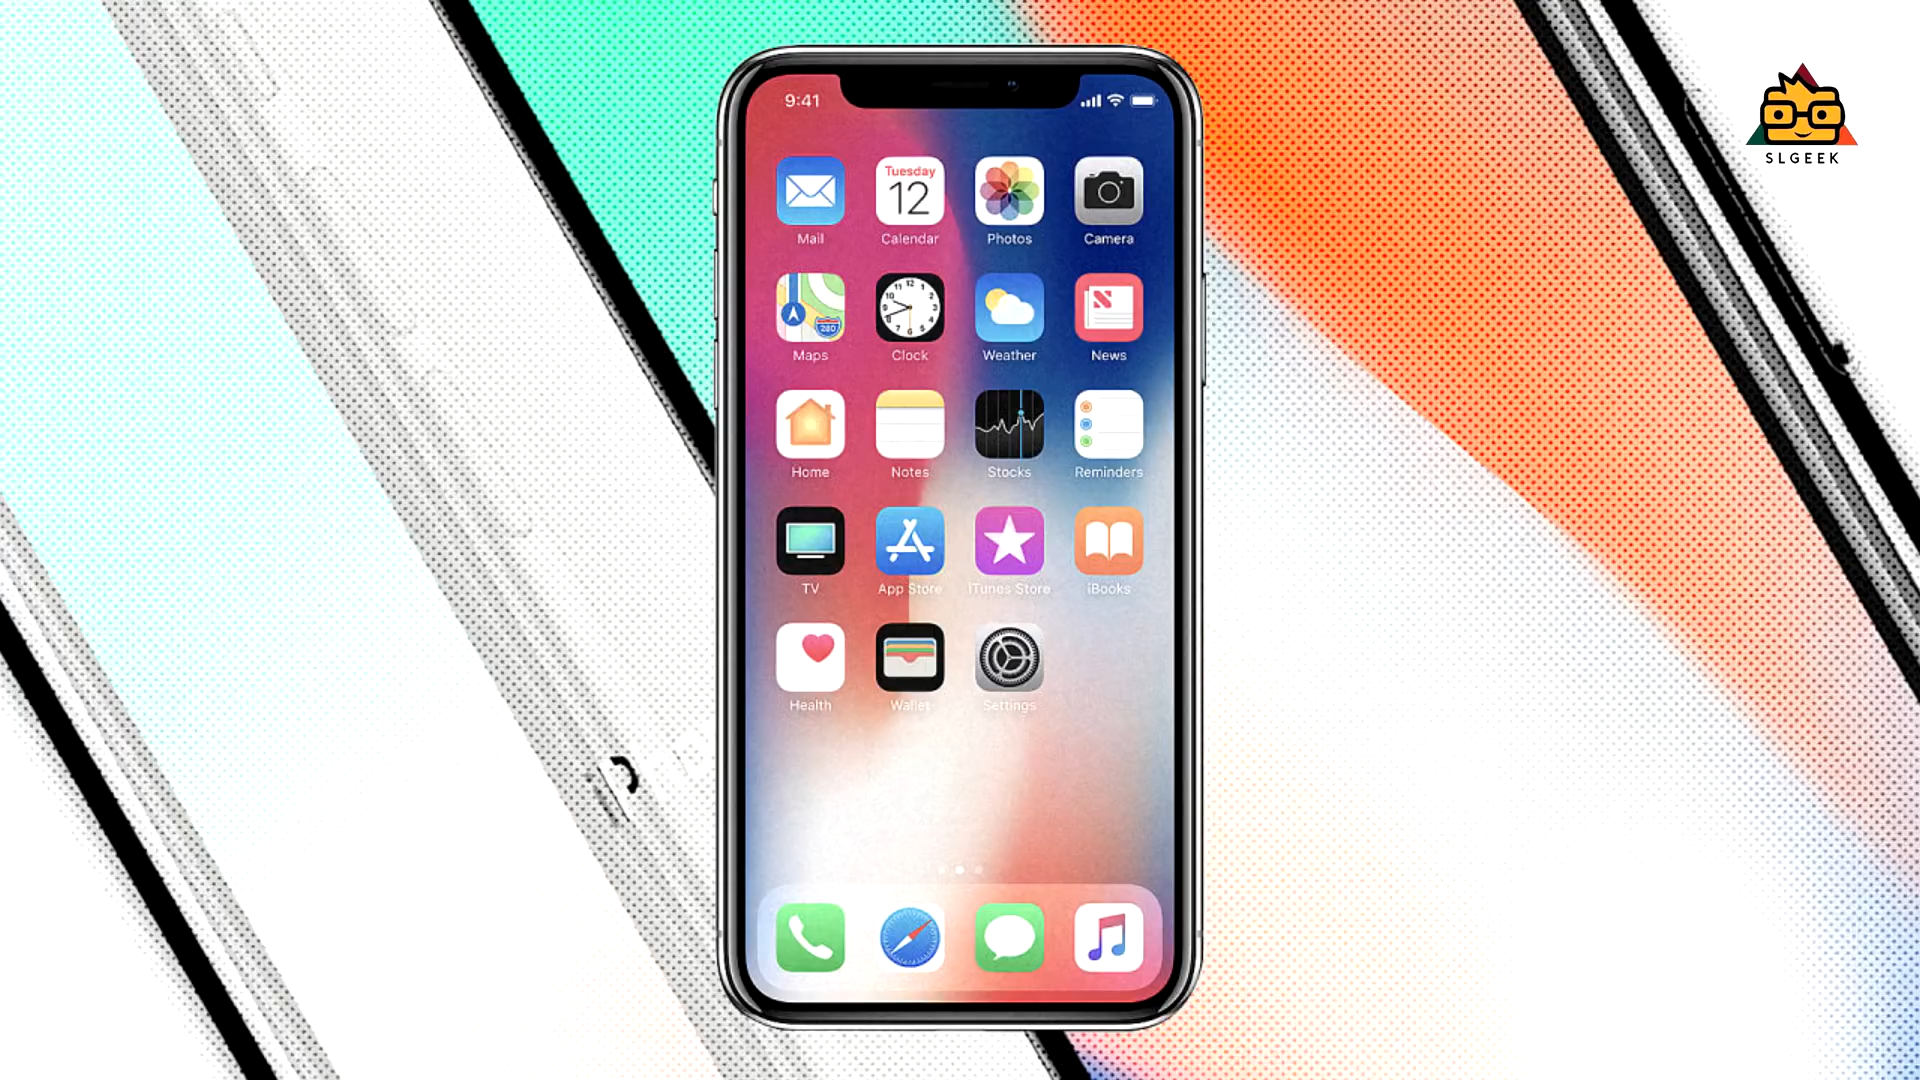 9:41
SLGEEK
Tuesday
12
Mail Calendar Photos Camera
280
Maps Clock Weather News
Home Notes Stocks Reminders
TV App Store iTunes Store iBooks
Health Wallet Settings